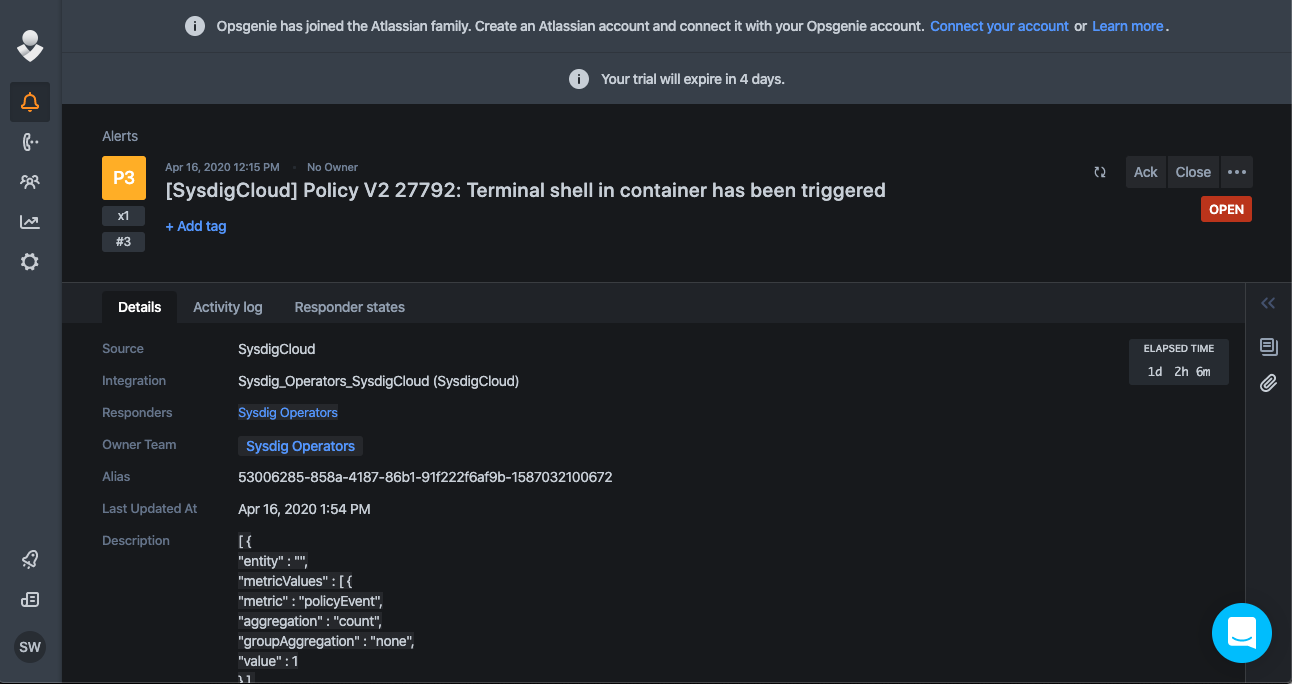 Opsgenie has joined the Atlassian family. Create an Atlassian account and connect it with your Opsgenie account. Connect your account or Learn more.
Your trial will expire in 4 days.
Alerts
P3
x1
#3
Apr 16, 2020 12:15 PM - No Owner
[SysdigCloud] Policy V2 27792: Terminal shell in container has been triggered
+ Add tag
Ack Close
OPEN
Details Activity log Responder states
ELAPSED TIME
1d 2h 6m
Source SysdigCloud
Integration Sysdig_Operators_SysdigCloud (SysdigCloud)
Responders Sysdig Operators
Owner Team Sysdig Operators
Alias 53006285-858a-4187-86b1-91f222f6af9b-1587032100672
Last Updated At Apr 16, 2020 1:54 PM
Description [{
"entity" : "",
"metricValues" : [{
"metric" : "policyEvent",
"aggregation" : "count",
"groupAggregation" : "none",
"value" : 1
}]
SW